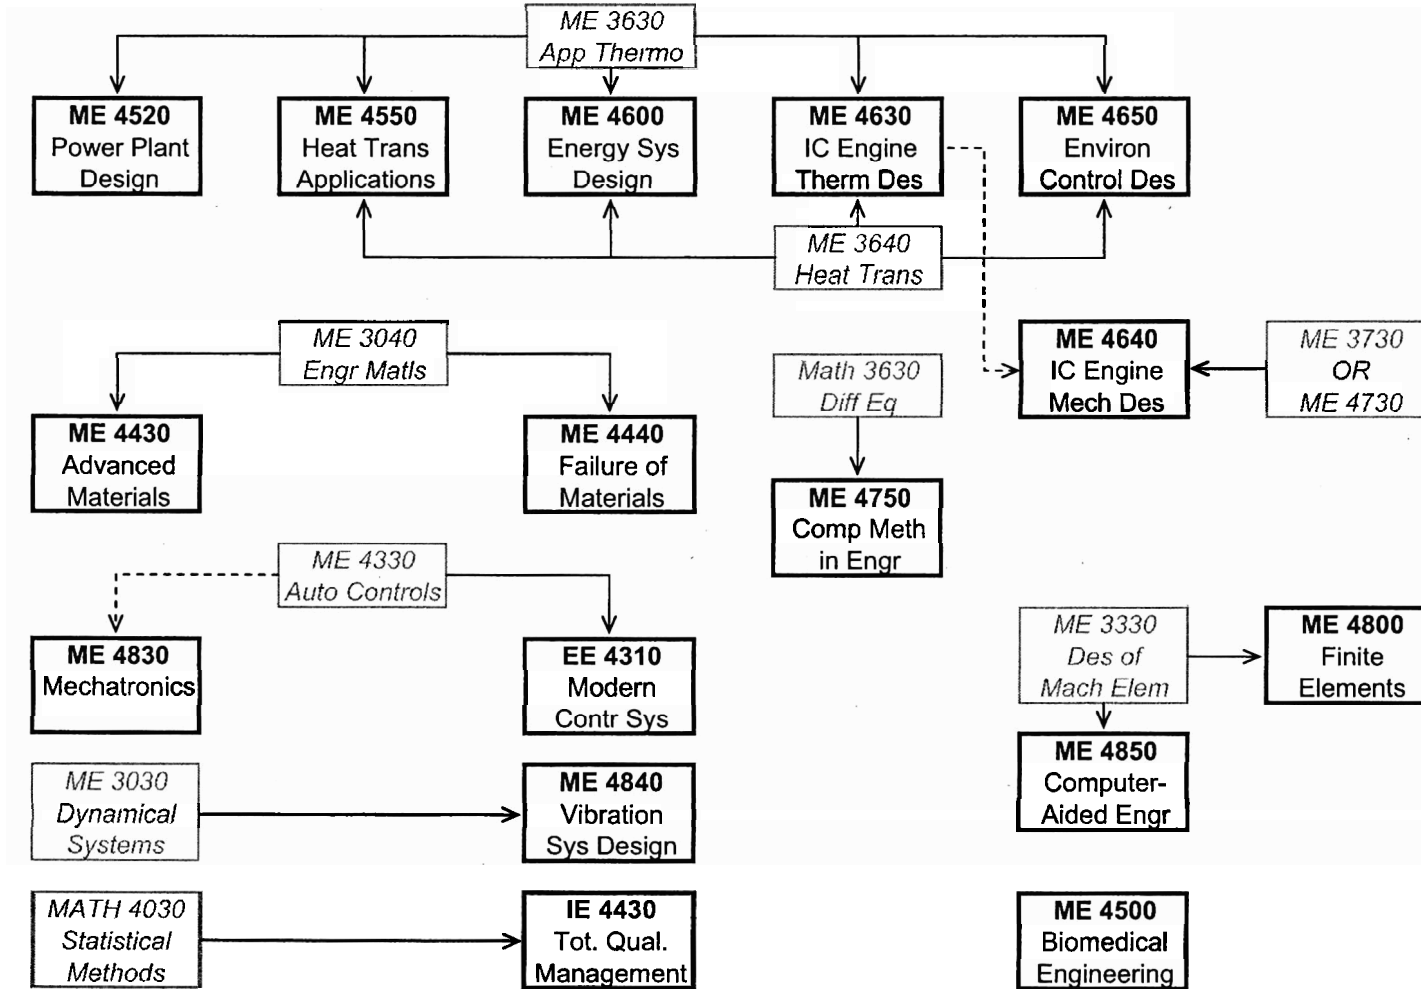 ME 3630
App Thermo
ME 4520
Power Plant
Design
ME 4550
Heat Trans
Applications
ME 4600
Energy Sys
Design
ME 4630
IC Engine
Therm Des
ME 4650
Environ
Control Des
ME 3640
Heat Trans
ME 3040
Engr Matls
Math 3630
Diff Eq
ME 4640
IC Engine
Mech Des
ME 3730
OR
ME 4730
ME 4430
Advanced
Materials
ME 4440
Failure of
Materials
ME 4750
Comp Meth
in Engr
ME 4330
Auto Controls
ME 4830
Mechatronics
EE 4310
Modern
Contr Sys
ME 3330
Des of
Mach Elem
ME 4800
Finite
Elements
ME 4850
Computer-
Aided Engr
ME 3030
Dynamical
Systems
ME 4840
Vibration
Sys Design
MATH 4030
Statistical
Methods
IE 4430
Tot. Qual.
Management
ME 4500
Biomedical
Engineering